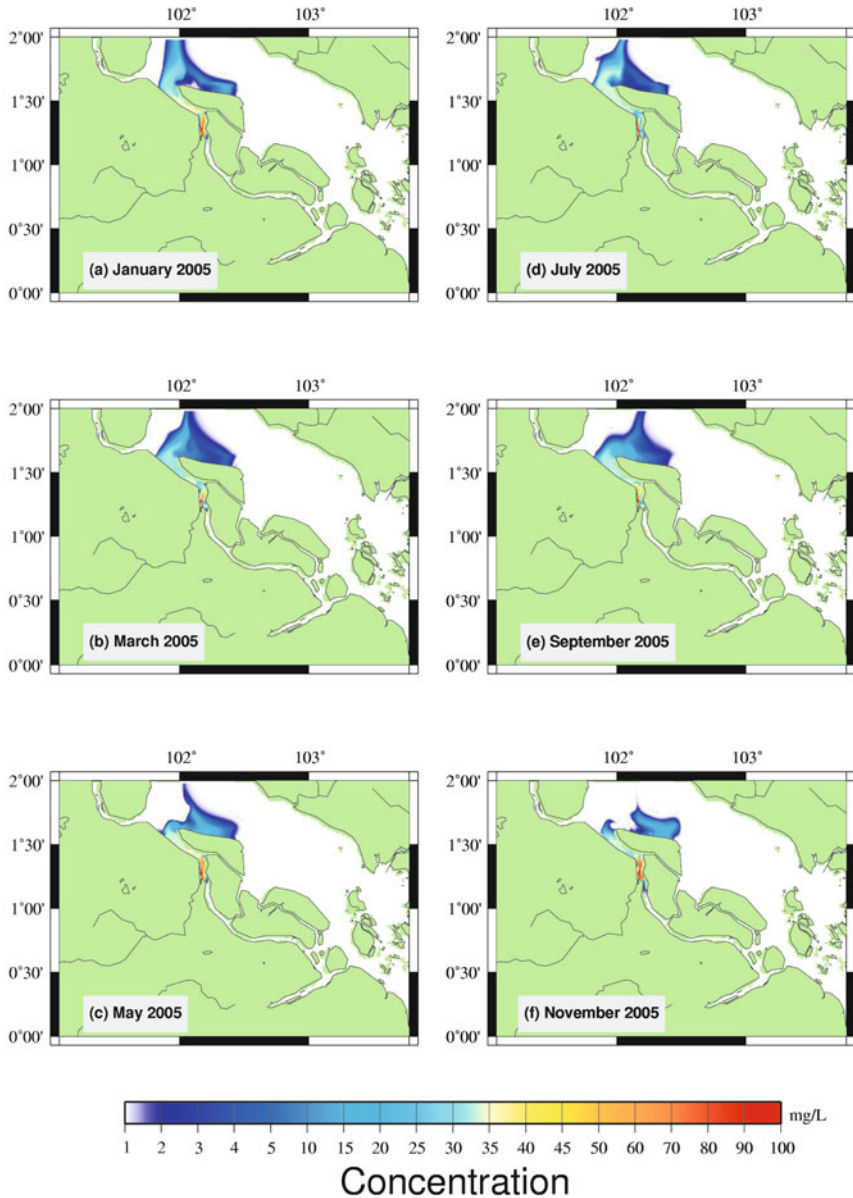 102° 103° 102° 103°
2°00' 2°00'
1°30' 1°30'
1°00' 1°00'
0°30' 0°30'
(a) January 2005 (d) July 2005
0°00' 0°00'
102° 103° 102° 103°
2°00' 2°00'
1°30' 1°30'
1°00' 1°00'
0°30' 0°30'
(b) March 2005 (e) September 2005
0°00' 0°00'
102° 103° 102° 103°
2°00' 2°00'
1°30' 1°30'
1°00' 1°00'
0°30' 0°30'
(c) May 2005 (f) November 2005
0°00' 0°00'
mg/L
1 2 3 4 5 10 15 20 25 30 35 40 45 50 60 70 80 90 100
Concentration